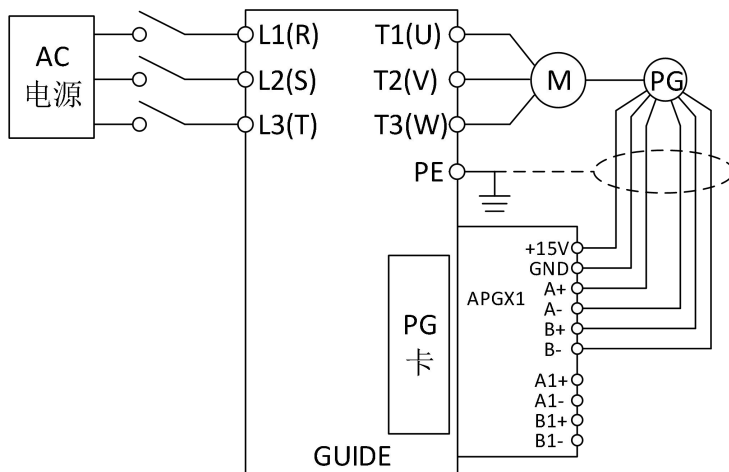 AC
电源
L1(R)
L2(S)
L3(T)
T1(U)
T2(V)
T3(W)
PE
M
PG
+15V
GND
A+
A-
B+
B-
A1+
A1-
B1+
B1-
APGX1
PG
卡
GUIDE